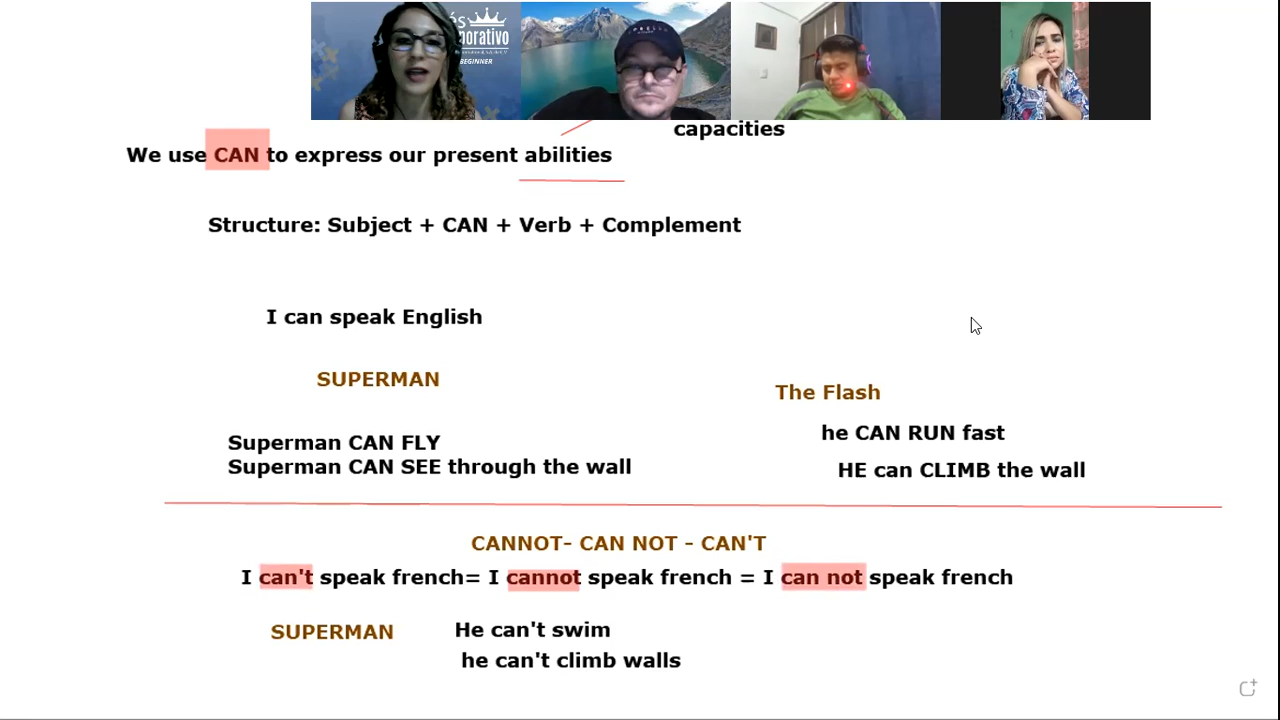 ós
orativo
BEGINNER
capacities
We use CAN to express our present abilities
Structure: Subject + CAN + Verb + Complement
I can speak English
SUPERMAN
The Flash
Superman CAN FLY
he CAN RUN fast
Superman CAN SEE through the wall
HE can CLIMB the wall
CANNOT- CAN NOT - CAN'T
I can't speak french= I cannot speak french = I can not speak french
SUPERMAN
He can't swim
he can't climb walls